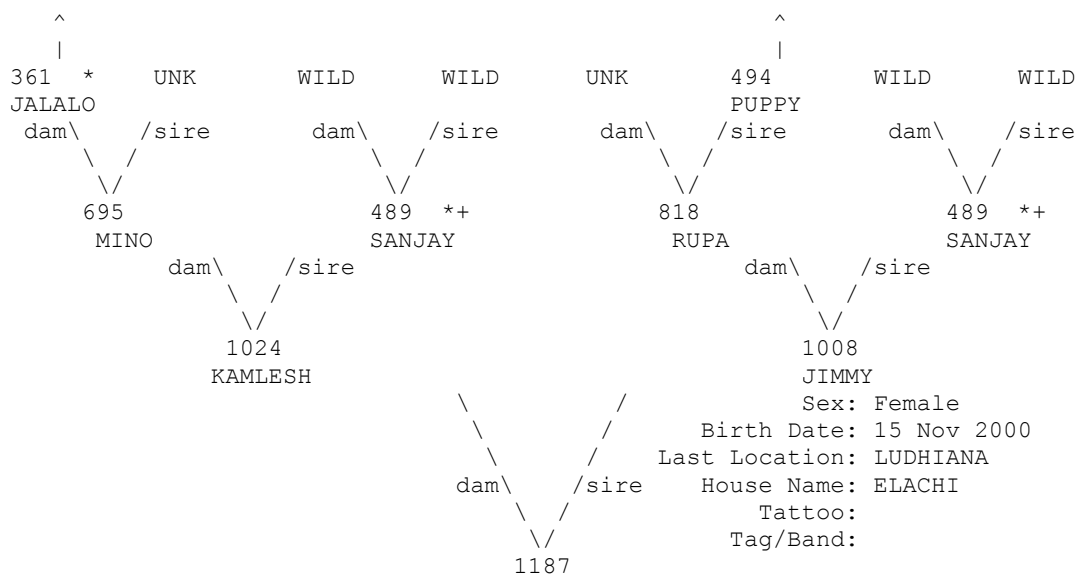 ^ ^
| |
361 * UNK WILD WILD UNK 494 WILD WILD
JALALO PUPPY
dam\ /sire dam\ /sire dam\ /sire dam\ /sire
\ / \ / \ / \ /
\/ \/ \/ \/
695 489 *+ 818 489 *+
MINO SANJAY RUPA SANJAY
dam\ /sire dam\ /sire
\ / \ /
\/ \/
1024 1008
KAMLESH JIMMY
\ / Sex: Female
\ / Birth Date: 15 Nov 2000
\ / Last Location: LUDHIANA
dam\ /sire House Name: ELACHI
\ / Tattoo:
\/ Tag/Band:
1187